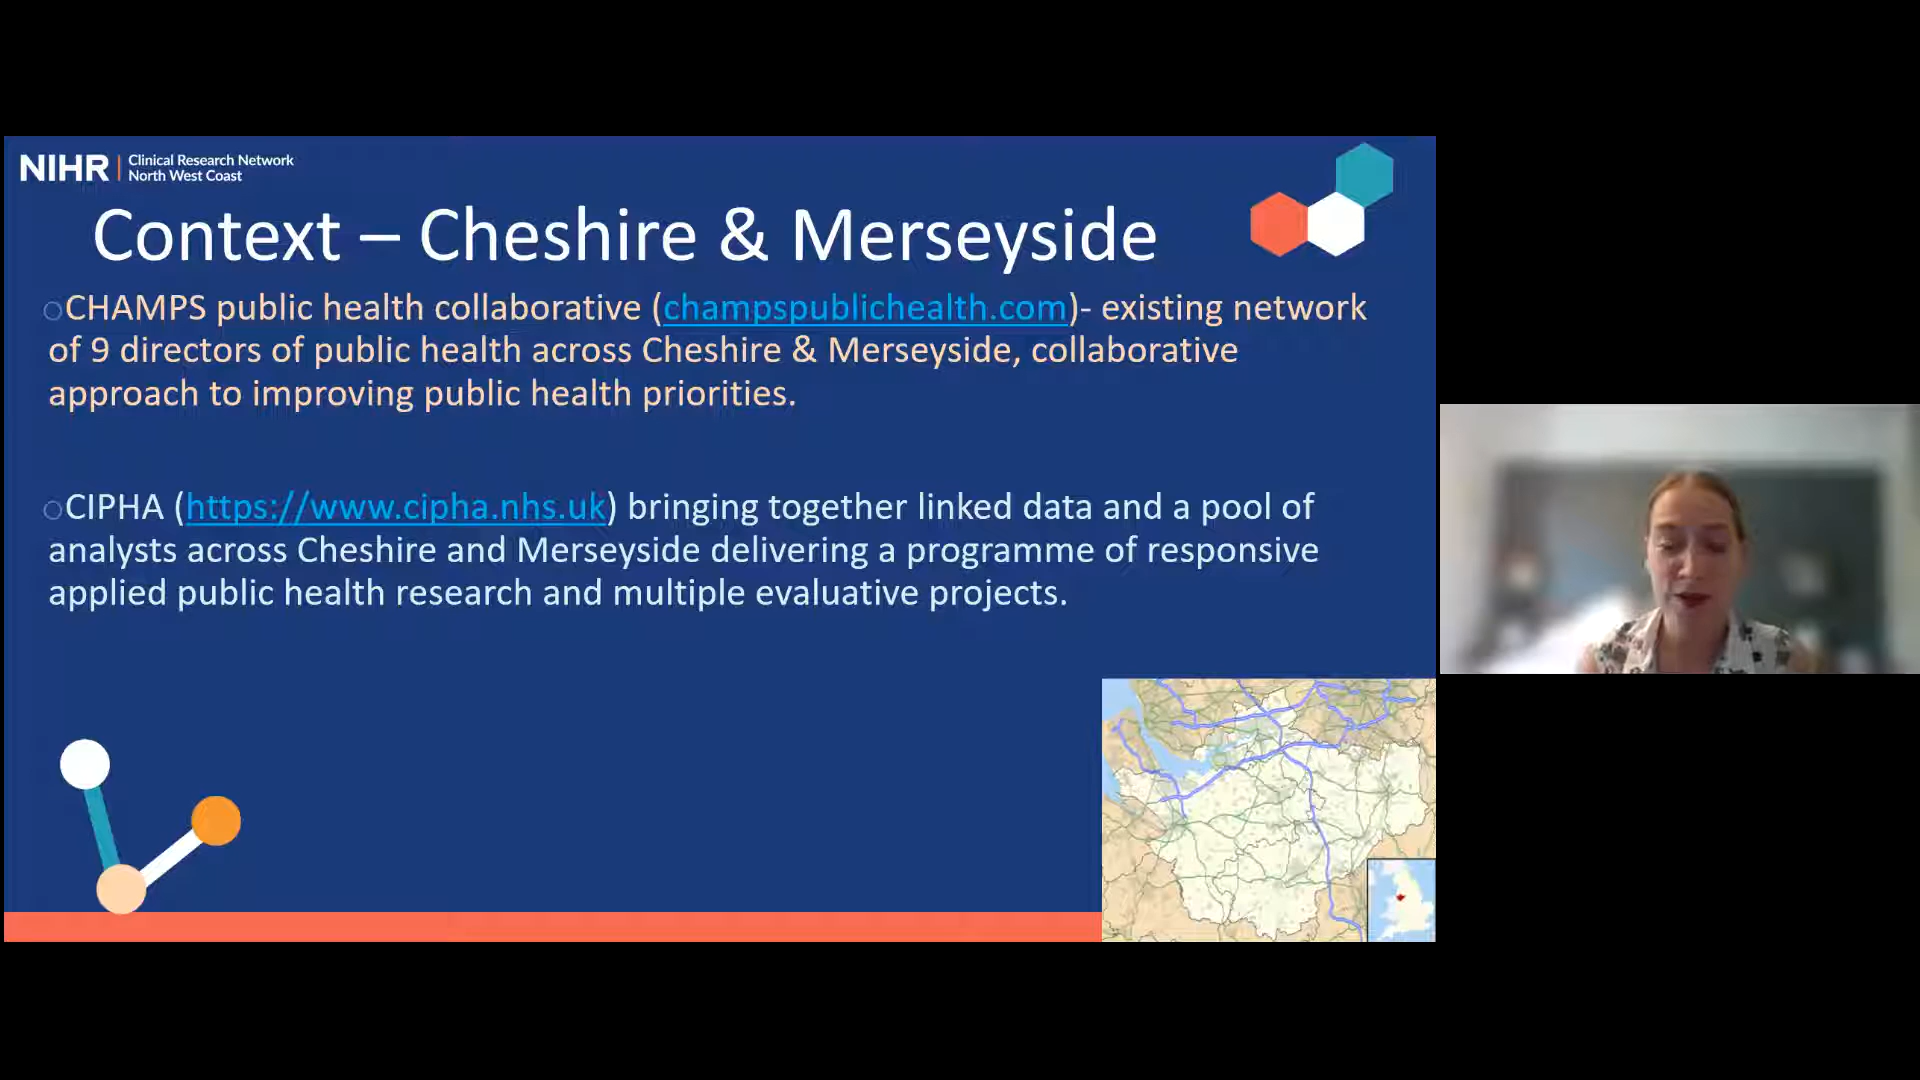 NIHR | Clinical Research Network
North West Coast
Context – Cheshire & Merseyside
○CHAMPS public health collaborative (champspublichealth.com)- existing network
of 9 directors of public health across Cheshire & Merseyside, collaborative
approach to improving public health priorities.
○CIPHA (https://www.cipha.nhs.uk) bringing together linked data and a pool of
analysts across Cheshire and Merseyside delivering a programme of responsive
applied public health research and multiple evaluative projects.